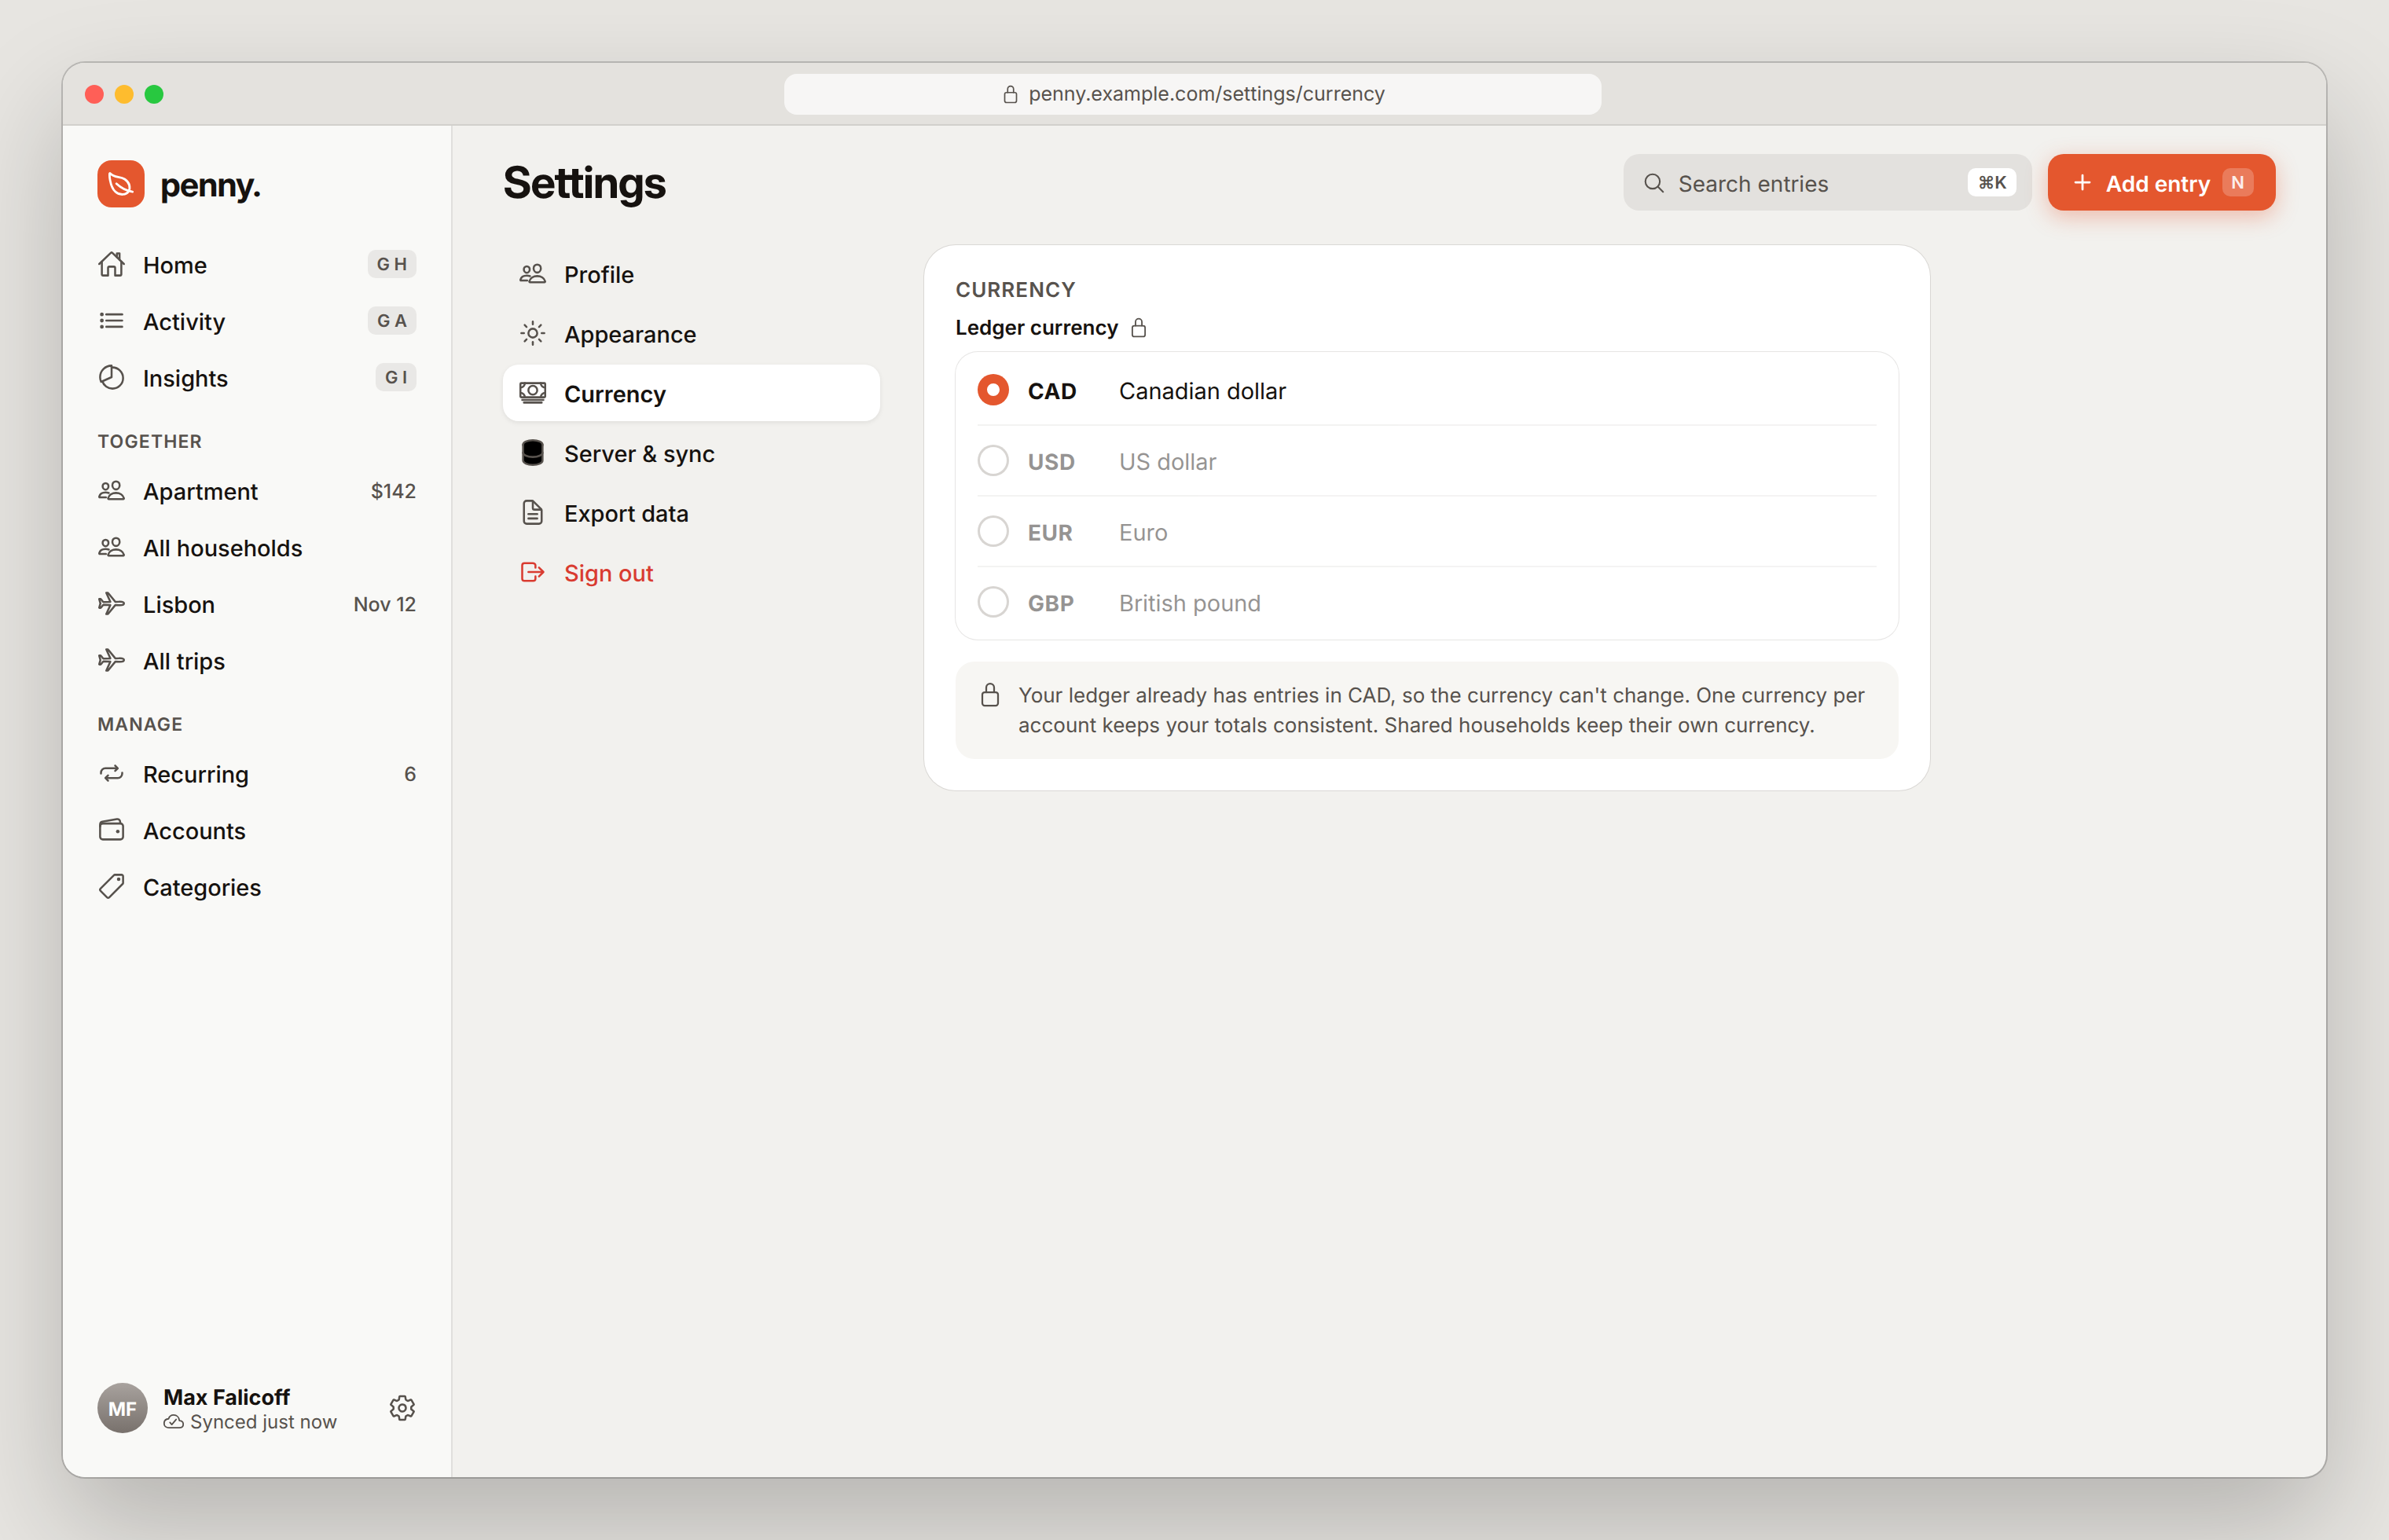 penny.example.com/settings/currency
penny.
Home G H
Activity G A
Insights G I
TOGETHER
Apartment $142
All households
Lisbon Nov 12
All trips
MANAGE
Recurring 6
Accounts
Categories
MF
Max Falicoff
Synced just now
Settings
Search entries ⌘K
Add entry N
Profile
Appearance
Currency
Server & sync
Export data
Sign out
CURRENCY
Ledger currency
CAD Canadian dollar
USD US dollar
EUR Euro
GBP British pound
Your ledger already has entries in CAD, so the currency can't change. One currency per
account keeps your totals consistent. Shared households keep their own currency.